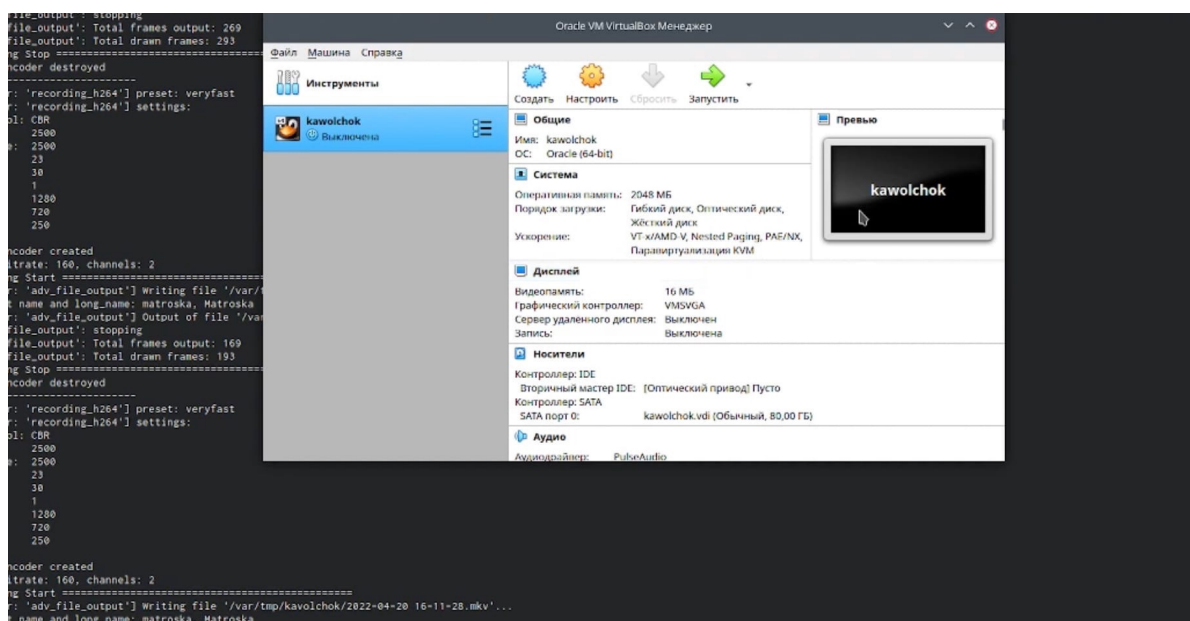 file_output': stopping
file_output': Total frames output: 269
file_output': Total drawn frames: 293
ng Stop ==============================
ncoder destroyed
--------------------
r: 'recording_h264'] preset: veryfast
r: 'recording_h264'] settings:
ol: CBR
2500
e: 2500
23
30
1
1280
720
250
ncoder created
itrate: 160, channels: 2
ng Start =============================
r: 'adv_file_output'] Writing file '/var/t
t name and long_name: matroska, Matroska
r: 'adv_file_output'] Output of file '/var
file_output': stopping
file_output': Total frames output: 169
file_output': Total drawn frames: 193
ng Stop ==============================
ncoder destroyed
--------------------
r: 'recording_h264'] preset: veryfast
r: 'recording_h264'] settings:
ol: CBR
2500
e: 2500
23
30
1
1280
720
250
ncoder created
itrate: 160, channels: 2
ng Start ============================================
r: 'adv_file_output'] Writing file '/var/tmp/kavolchok/2022-04-20 16-11-28.mkv'...
t name and long_name: matroska, Matroska
Oracle VM VirtualBox Менеджер
Файл Машина Справка
Инструменты
kawolchok
Выключена
Создать Настроить Сбросить Запустить
Общие
Имя: kawolchok
ОС: Oracle (64-bit)
Система
Оперативная память: 2048 МБ
Порядок загрузки: Гибкий диск, Оптический диск,
Жёсткий диск
Ускорение: VT-x/AMD-V, Nested Paging, PAE/NX,
Паравиртуализация KVM
Дисплей
Видеопамять: 16 МБ
Графический контроллер: VMSVGA
Сервер удаленного дисплея: Выключен
Запись: Выключена
Носители
Контроллер: IDE
Вторичный мастер IDE: [Оптический привод] Пусто
Контроллер: SATA
SATA порт 0: kawolchok.vdi (Обычный, 80,00 ГБ)
Аудио
Аудиодрайвер: PulseAudio
Превью
kawolchok